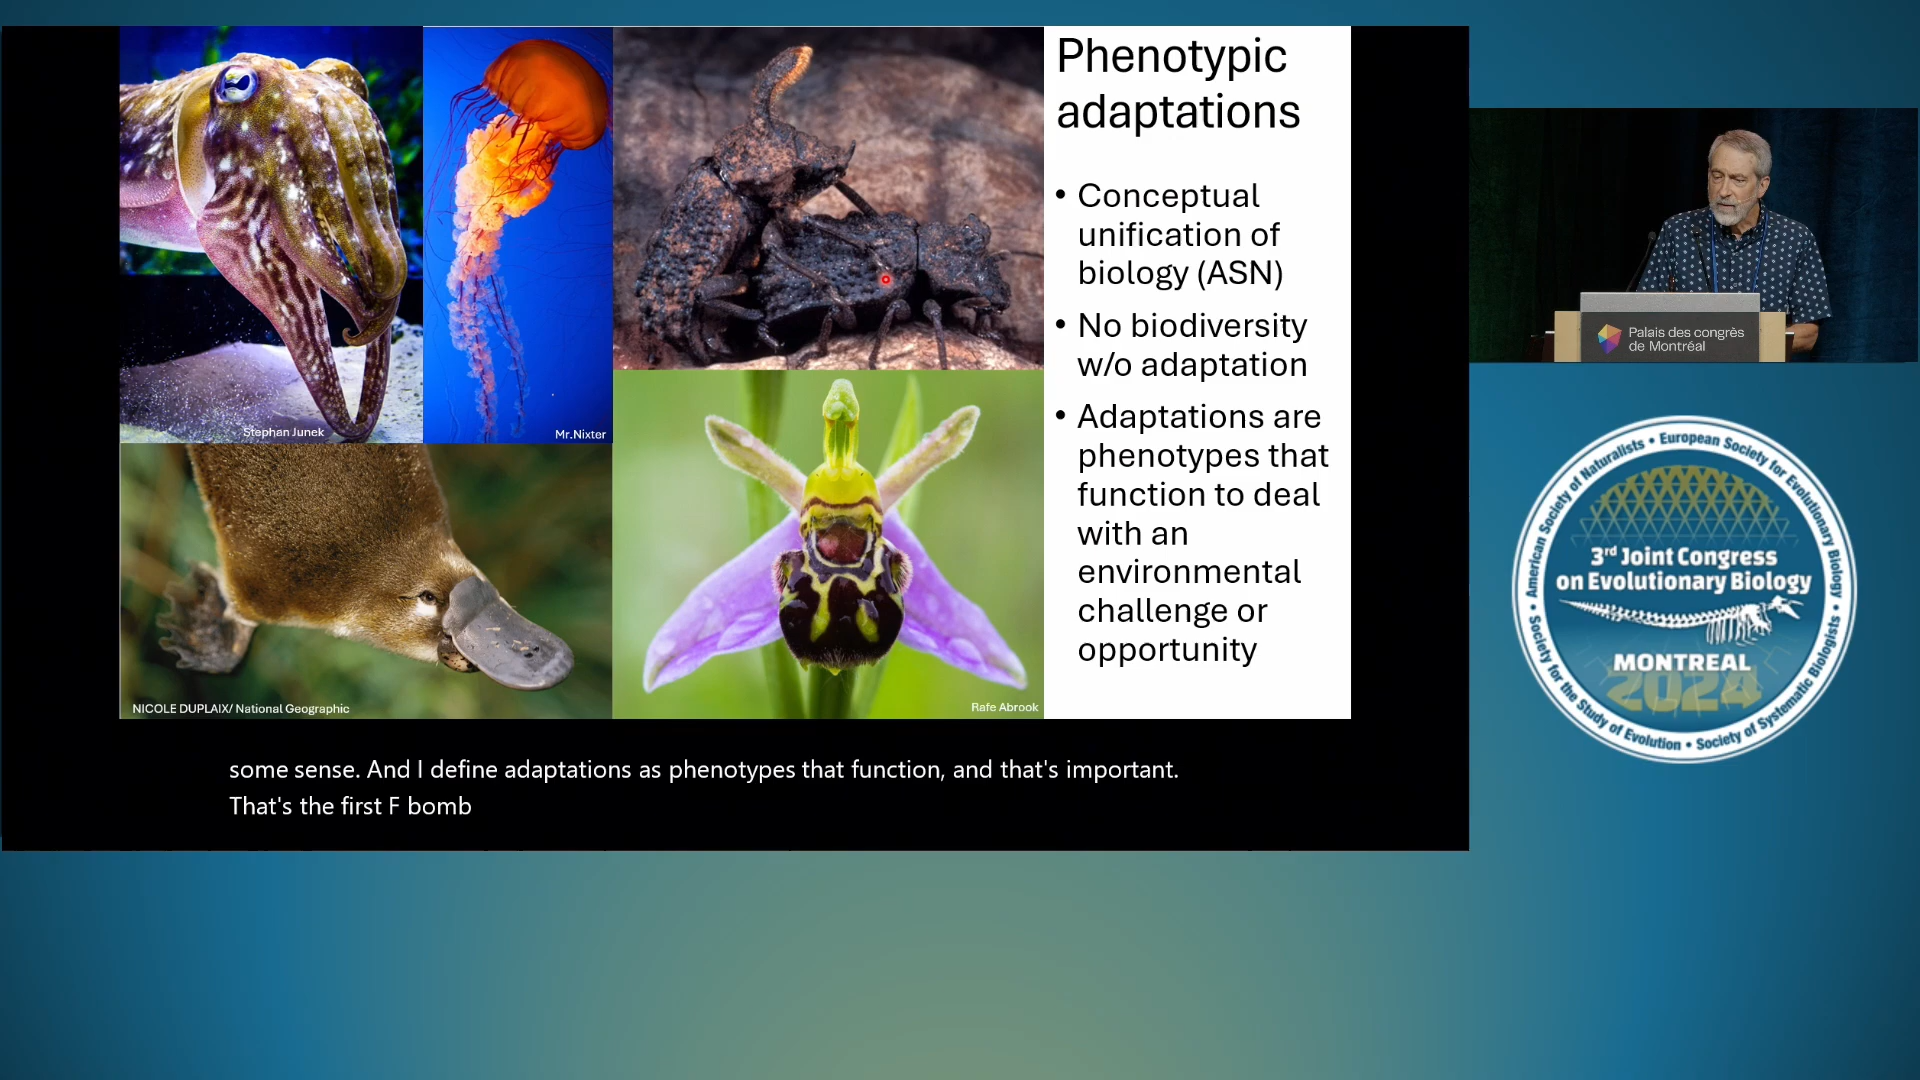 Phenotypic
adaptations
• Conceptual
unification of
biology (ASN)
• No biodiversity
w/o adaptation
• Adaptations are
phenotypes that
function to deal
with an
environmental
challenge or
opportunity
Stephan Junek
Mr.Nixter
NICOLE DUPLAIX/ National Geographic
Rafe Abrook
some sense. And I define adaptations as phenotypes that function, and that's important.
That's the first F bomb
Palais des congrès
de Montréal
American Society of Naturalists • European Society for Evolutionary Biology •
Society of Systematic Biologists • Society for the Study of Evolution •
3rd Joint Congress
on Evolutionary Biology
MONTREAL
2024